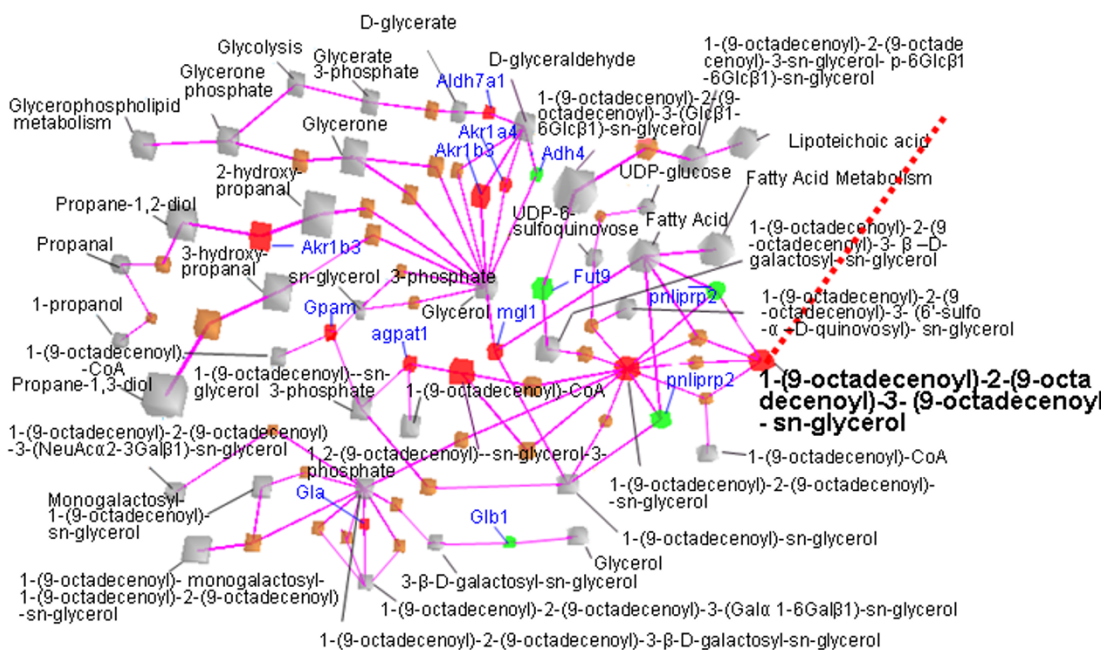 D-glycerate
Glycolysis
Glycerate
3-phosphate
D-glyceraldehyde
1-(9-octadecenoyl)-2-(9-octade
cenoyl)-3-sn-glycerol- p-6Glcβ1
-6Glcβ1)-sn-glycerol
Glycerone
phosphate
Aldh7a1
Glycerophospholipid
metabolism
Glycerone
Akr1a4
Akr1b3
1-(9-octadecenoyl)-2-(9-
octadecenoyl)-3-(Glcβ1-
6Glcβ1)-sn-glycerol
Adh4
Lipoteichoic acid
2-hydroxy-
propanal
UDP-glucose
Fatty Acid Metabolism
Propane-1,2-diol
UDP-6-
sulfoquinovose
Fatty Acid
1-(9-octadecenoyl)-2-(9
-octadecenoyl)-3- β –D-
galactosyl- sn-glycerol
Propanal
Akr1b3
3-hydroxy-
propanal
sn-glycerol 3-phosphate
Glycerol
Fut9
pnliprp2
1-propanol
Gpam
mgl1
1-(9-octadecenoyl)-2-(9
-octadecenoyl)-3- (6'-sulfo
-α –D-quinovosyl)- sn-glycerol
agpat1
1-(9-octadecenoyl)
-CoA
1-(9-octadecenoyl)--sn-
glycerol
3-phosphate
pnliprp2
Propane-1,3-diol
1-(9-octadecenoyl)-CoA
1-(9-octadecenoyl)-2-(9-octa
decenoyl)-3- (9-octadecenoyl
- sn-glycerol
1-(9-octadecenoyl)-2-(9-octadecenoyl)
-3-(NeuAcα2-3Galβ1)-sn-glycerol
1,2-(9-octadecenoyl)--sn-glycerol-3-
phosphate
1-(9-octadecenoyl)-CoA
Monogalactosyl-
1-(9-octadecenoyl)-
sn-glycerol
Gla
1-(9-octadecenoyl)-2-(9-octadecenoyl)-
-sn-glycerol
Glb1
1-(9-octadecenoyl)-sn-glycerol
Glycerol
3-β-D-galactosyl-sn-glycerol
1-(9-octadecenoyl)- monogalactosyl-
1-(9-octadecenoyl)-2-(9-octadecenoyl)
-sn-glycerol
1-(9-octadecenoyl)-2-(9-octadecenoyl)-3-(Galα 1-6Galβ1)-sn-glycerol
1-(9-octadecenoyl)-2-(9-octadecenoyl)-3-β-D-galactosyl-sn-glycerol